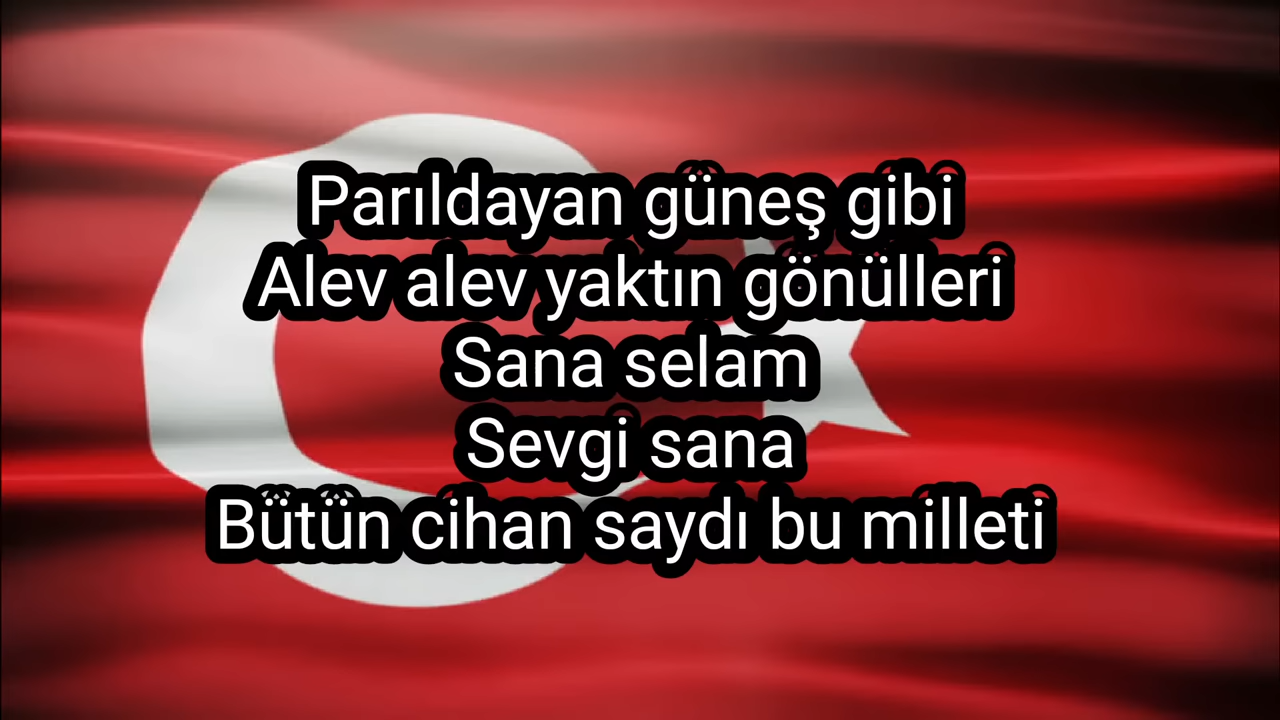 Parıldayan güneş gibi
Alev alev yaktın gönülleri
Sana selam
Sevgi sana
Bütün cihan saydı bu milleti